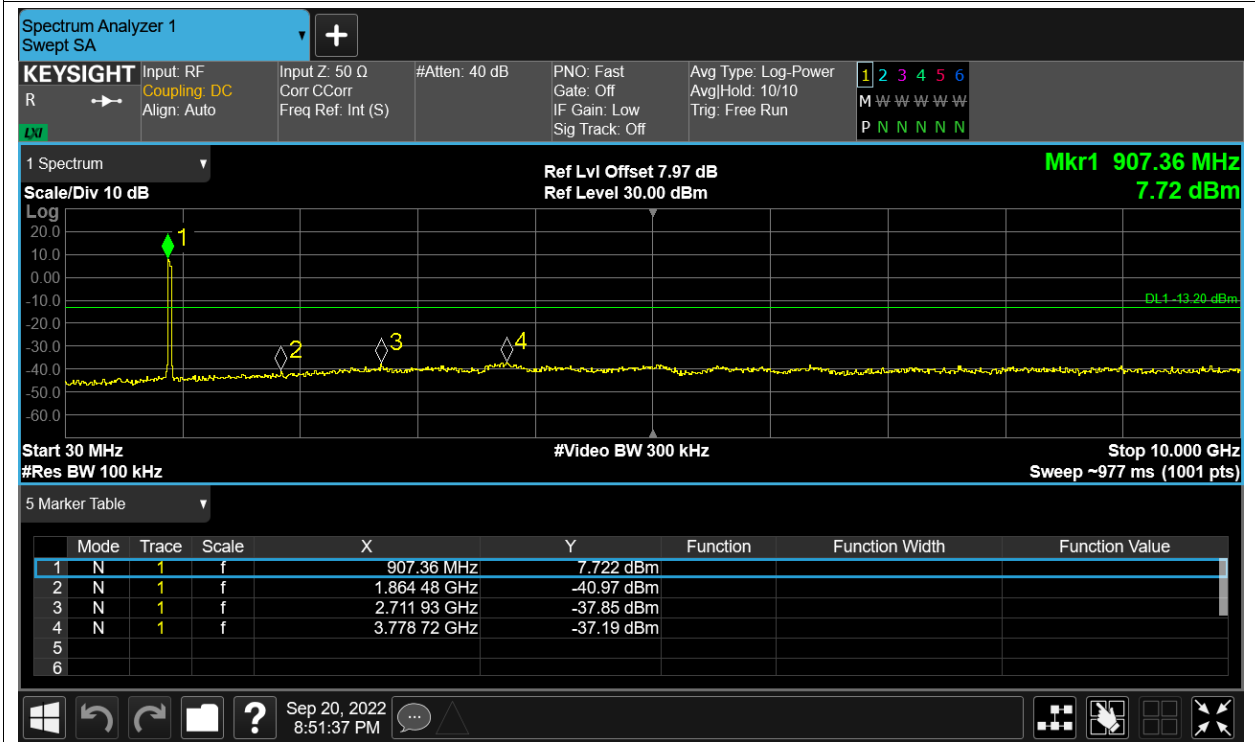 Spectrum Analyzer 1
Swept SA
KEYSIGHT Input: RF Input Z: 50 Ω #Atten: 40 dB PNO: Fast Avg Type: Log-Power 1 2 3 4 5 6
R Coupling: DC Corr CCorr Gate: Off Avg|Hold: 10/10 M W W W W W
Align: Auto Freq Ref: Int (S) IF Gain: Low Trig: Free Run
LXI Sig Track: Off P N N N N N
1 Spectrum Ref Lvl Offset 7.97 dB Mkr1 907.36 MHz
Scale/Div 10 dB Ref Level 30.00 dBm 7.72 dBm
Log
20.0
1
10.0
0.00
-10.0 DL1 -13.20 dBm
-20.0
-30.0 2 3 4
-40.0
-50.0
-60.0
Start 30 MHz #Video BW 300 kHz Stop 10.000 GHz
#Res BW 100 kHz Sweep ~977 ms (1001 pts)
5 Marker Table
Mode Trace Scale X Y Function Function Width Function Value
1 N 1 f 907.36 MHz 7.722 dBm
2 N 1 f 1.864 48 GHz -40.97 dBm
3 N 1 f 2.711 93 GHz -37.85 dBm
4 N 1 f 3.778 72 GHz -37.19 dBm
5
6
? Sep 20, 2022
8:51:37 PM